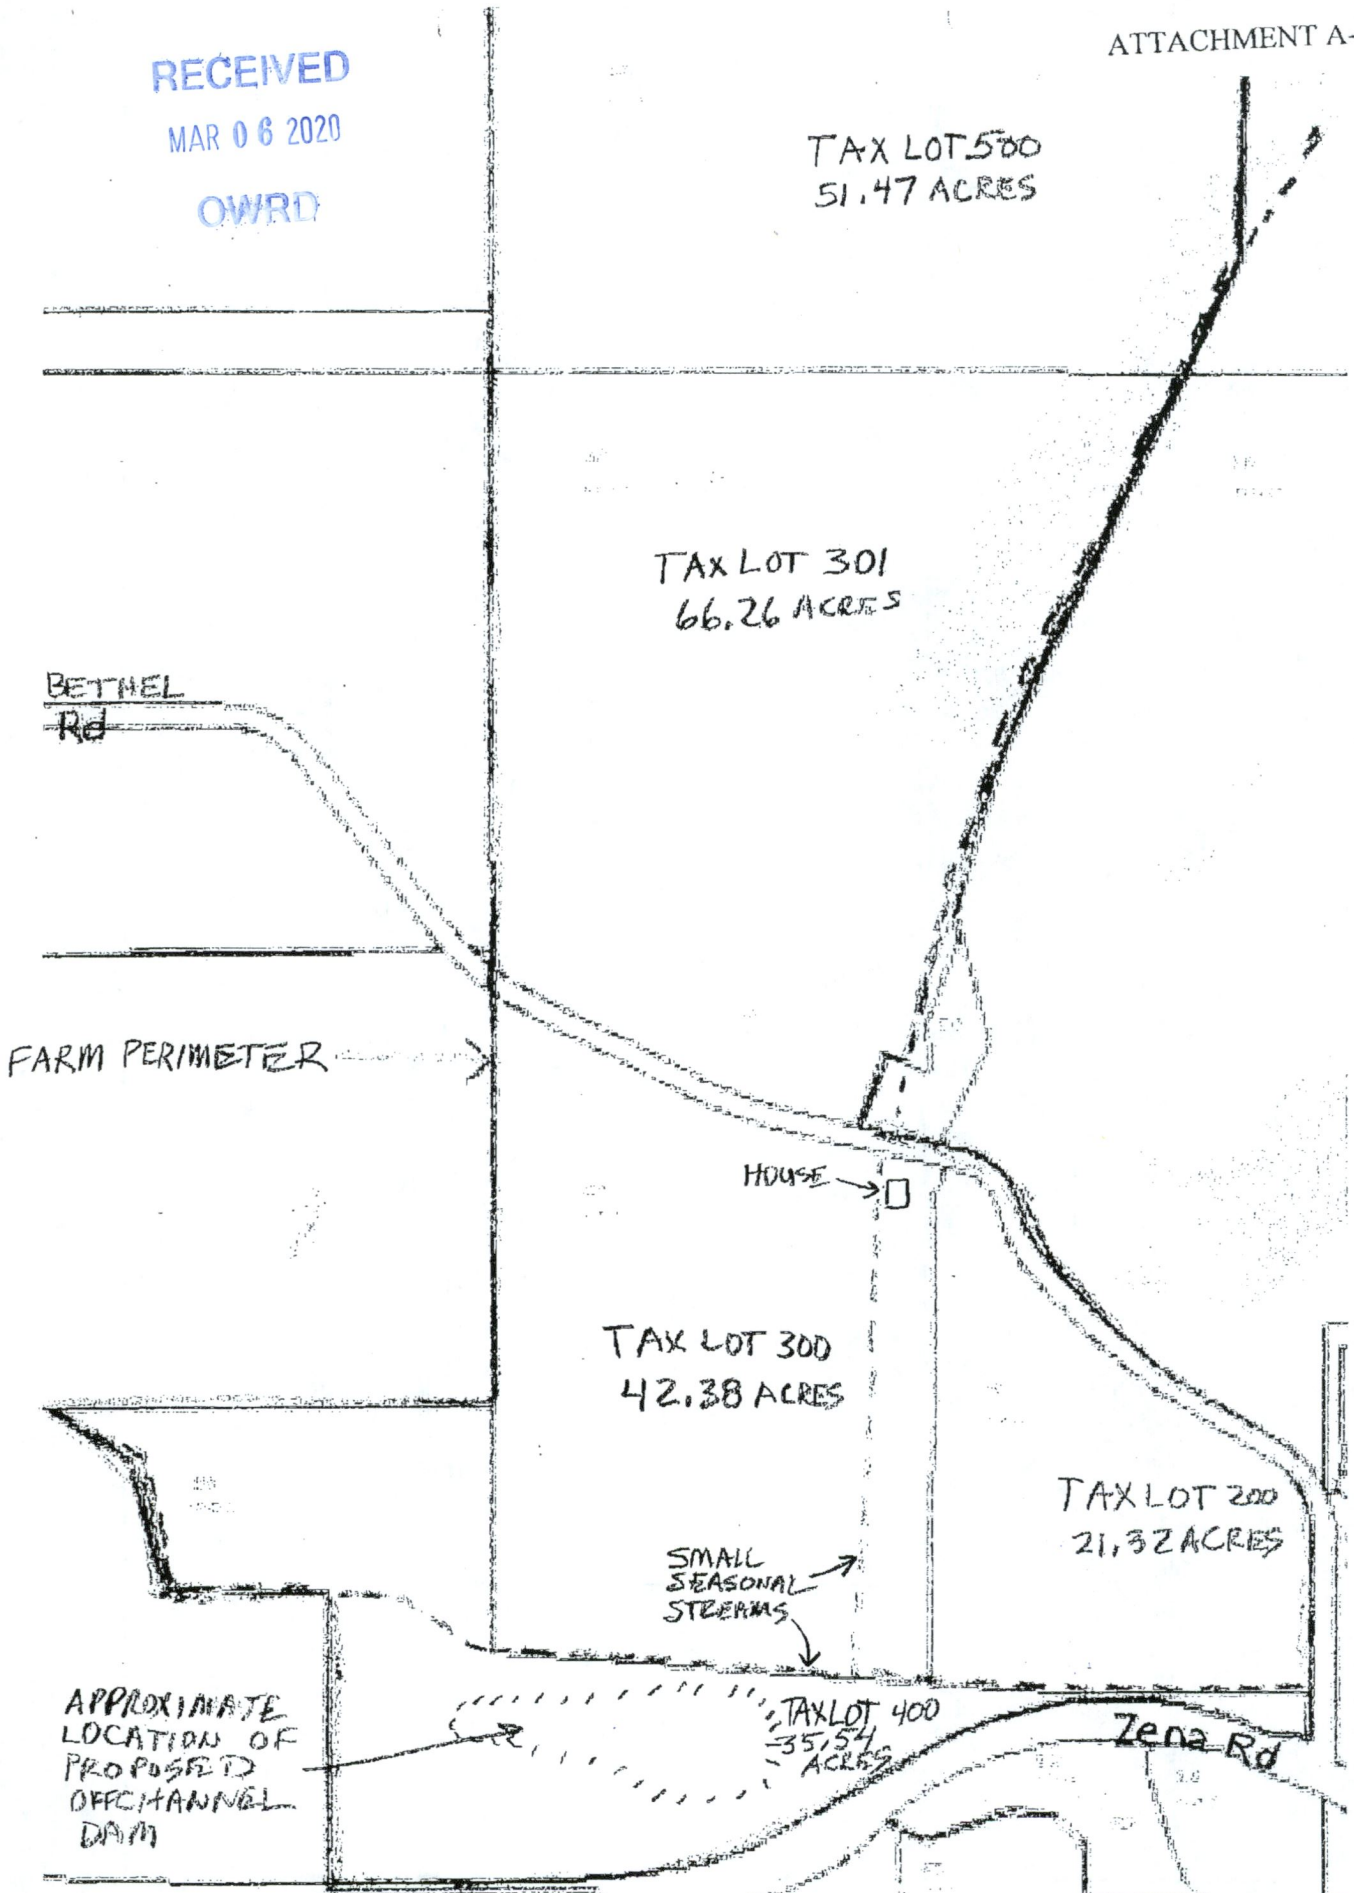 ATTACHMENT A-
RECEIVED
MAR 06 2020
OWRD
TAX LOT 500
51.47 ACRES
TAX LOT 301
66.26 ACRES
BETHEL
Rd
FARM PERIMETER
HOUSE
TAX LOT 300
42.38 ACRES
TAX LOT 200
21.32 ACRES
SMALL
SEASONAL
STREAMS
APPROXIMATE
LOCATION OF
PROPOSED
OFFCHANNEL
DAM
TAX LOT 400
35.54
ACRES
Zena Rd